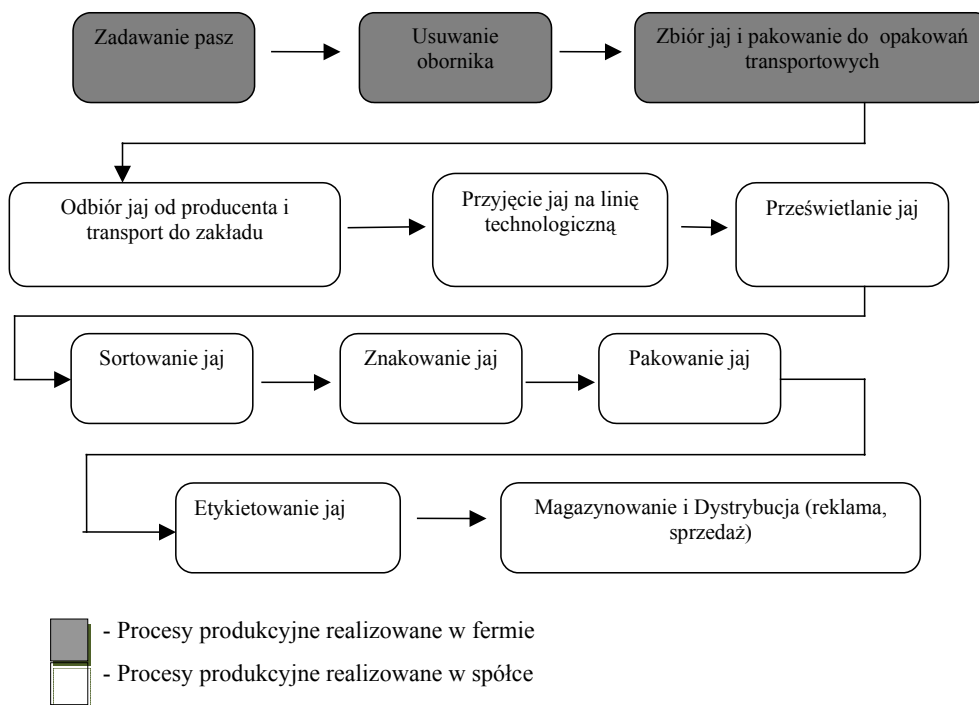 Zadawanie pasz
Usuwanie
obornika
Zbiór jaj i pakowanie do opakowań
transportowych
Odbiór jaj od producenta i
transport do zakładu
Przyjęcie jaj na linię
technologiczną
Prześwietlanie jaj
Sortowanie jaj
Znakowanie jaj
Pakowanie jaj
Etykietowanie jaj
Magazynowanie i Dystrybucja (reklama,
sprzedaż)
- Procesy produkcyjne realizowane w fermie
- Procesy produkcyjne realizowane w spółce